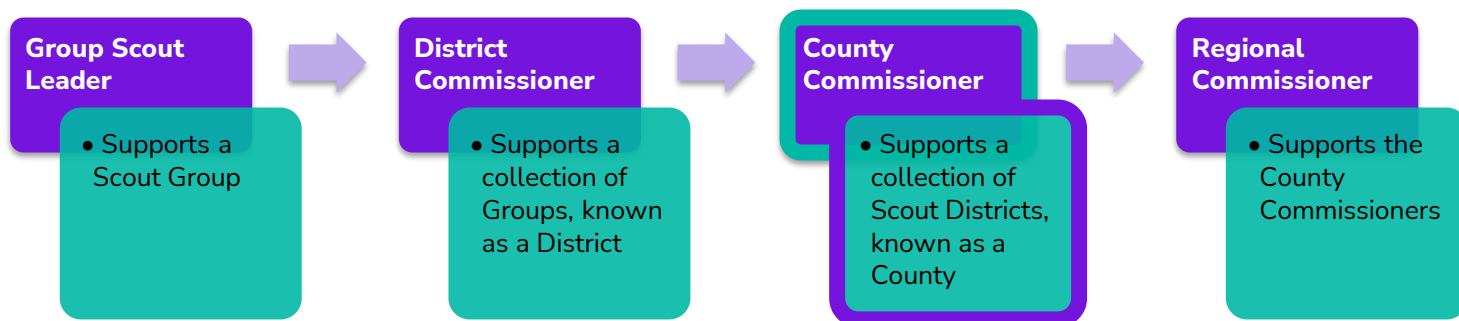 Group Scout
Leader
• Supports a
Scout Group
District
Commissioner
• Supports a
collection of
Groups, known
as a District
County
Commissioner
• Supports a
collection of
Scout Districts,
known as a
County
Regional
Commissioner
• Supports the
County
Commissioners